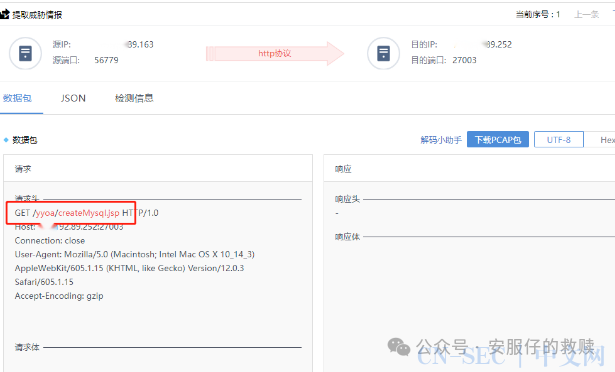 提取威胁情报
当前序号：1 上一条
源IP: 39.163
源端口: 56779
http协议
目的IP: 39.252
目的端口: 27003
数据包 JSON 检测信息
数据包
解码小助手 下载PCAP包 UTF-8 Hex
请求
响应
请求头
GET /yyoa/createMysql.jsp HTTP/1.0
Host: 92.89.252:27003
Connection: close
User-Agent: Mozilla/5.0 (Macintosh; Intel Mac OS X 10_14_3)
AppleWebKit/605.1.15 (KHTML, like Gecko) Version/12.0.3
Safari/605.1.15
Accept-Encoding: gzip
请求体
响应头
-
响应体
公众号 · 安服仔的救赎
CN-SEC 中文网